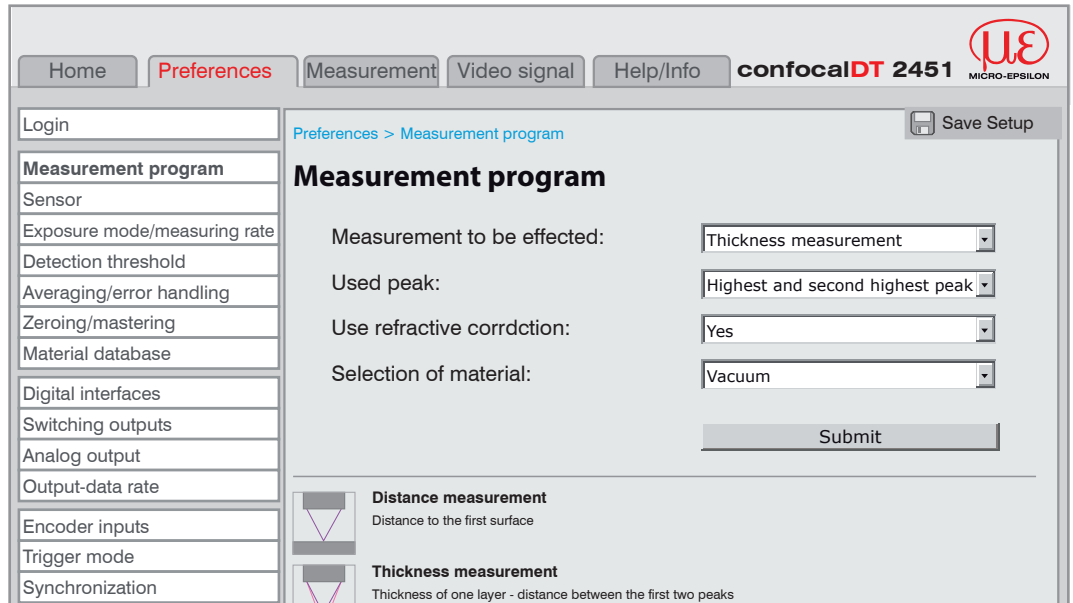 Home
Preferences
Measurement
Video signal
Help/Info
confocalDT 2451
με
MICRO-EPSILON
Login
Measurement program
Sensor
Exposure mode/measuring rate
Detection threshold
Averaging/error handling
Zeroing/mastering
Material database
Digital interfaces
Switching outputs
Analog output
Output-data rate
Encoder inputs
Trigger mode
Synchronization
Preferences > Measurement program
Save Setup
Measurement program
Measurement to be effected: Thickness measurement
Used peak: Highest and second highest peak
Use refractive corrdction: Yes
Selection of material: Vacuum
Submit
Distance measurement
Distance to the first surface
Thickness measurement
Thickness of one layer - distance between the first two peaks